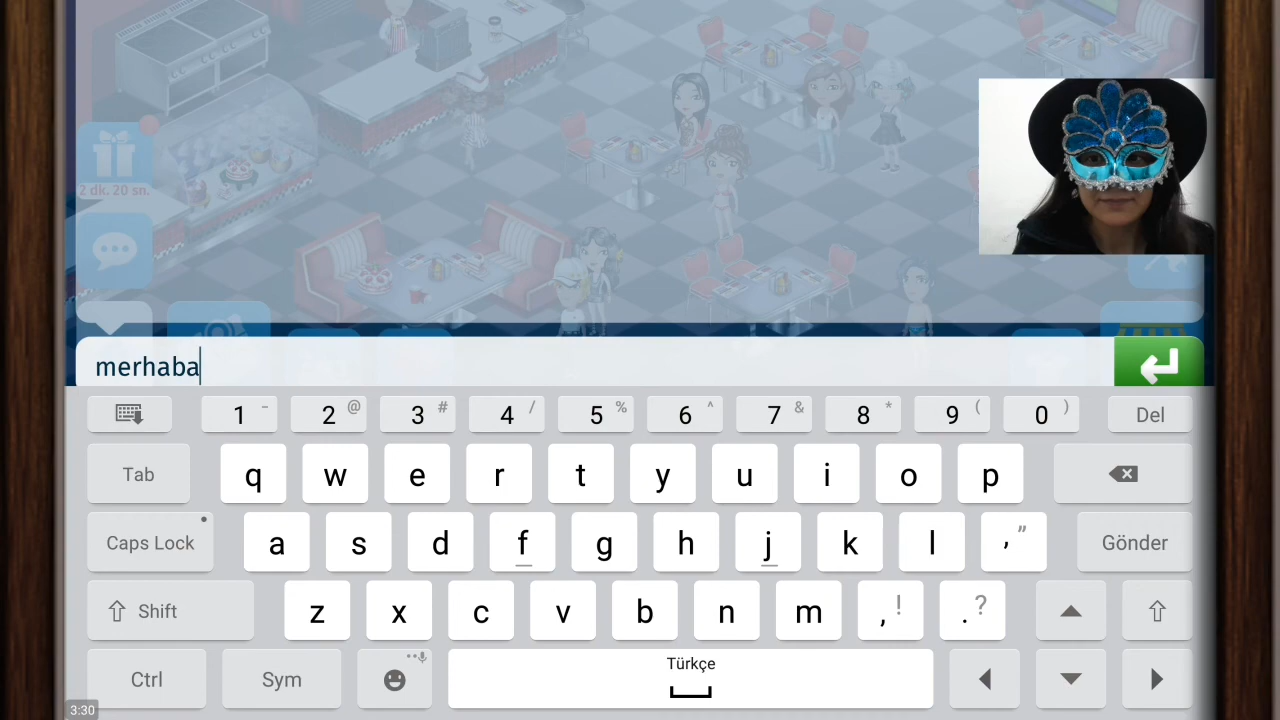 2 dk. 20 sn.
merhaba
1 - 2 @ 3 # 4 / 5 % 6 ^ 7 & 8 * 9 ( 0 ) Del
Tab q w e r t y u i o p
Caps Lock a s d f g h j k l ' " Gönder
Shift z x c v b n m , ! . ?
Ctrl Sym Türkçe
3:30